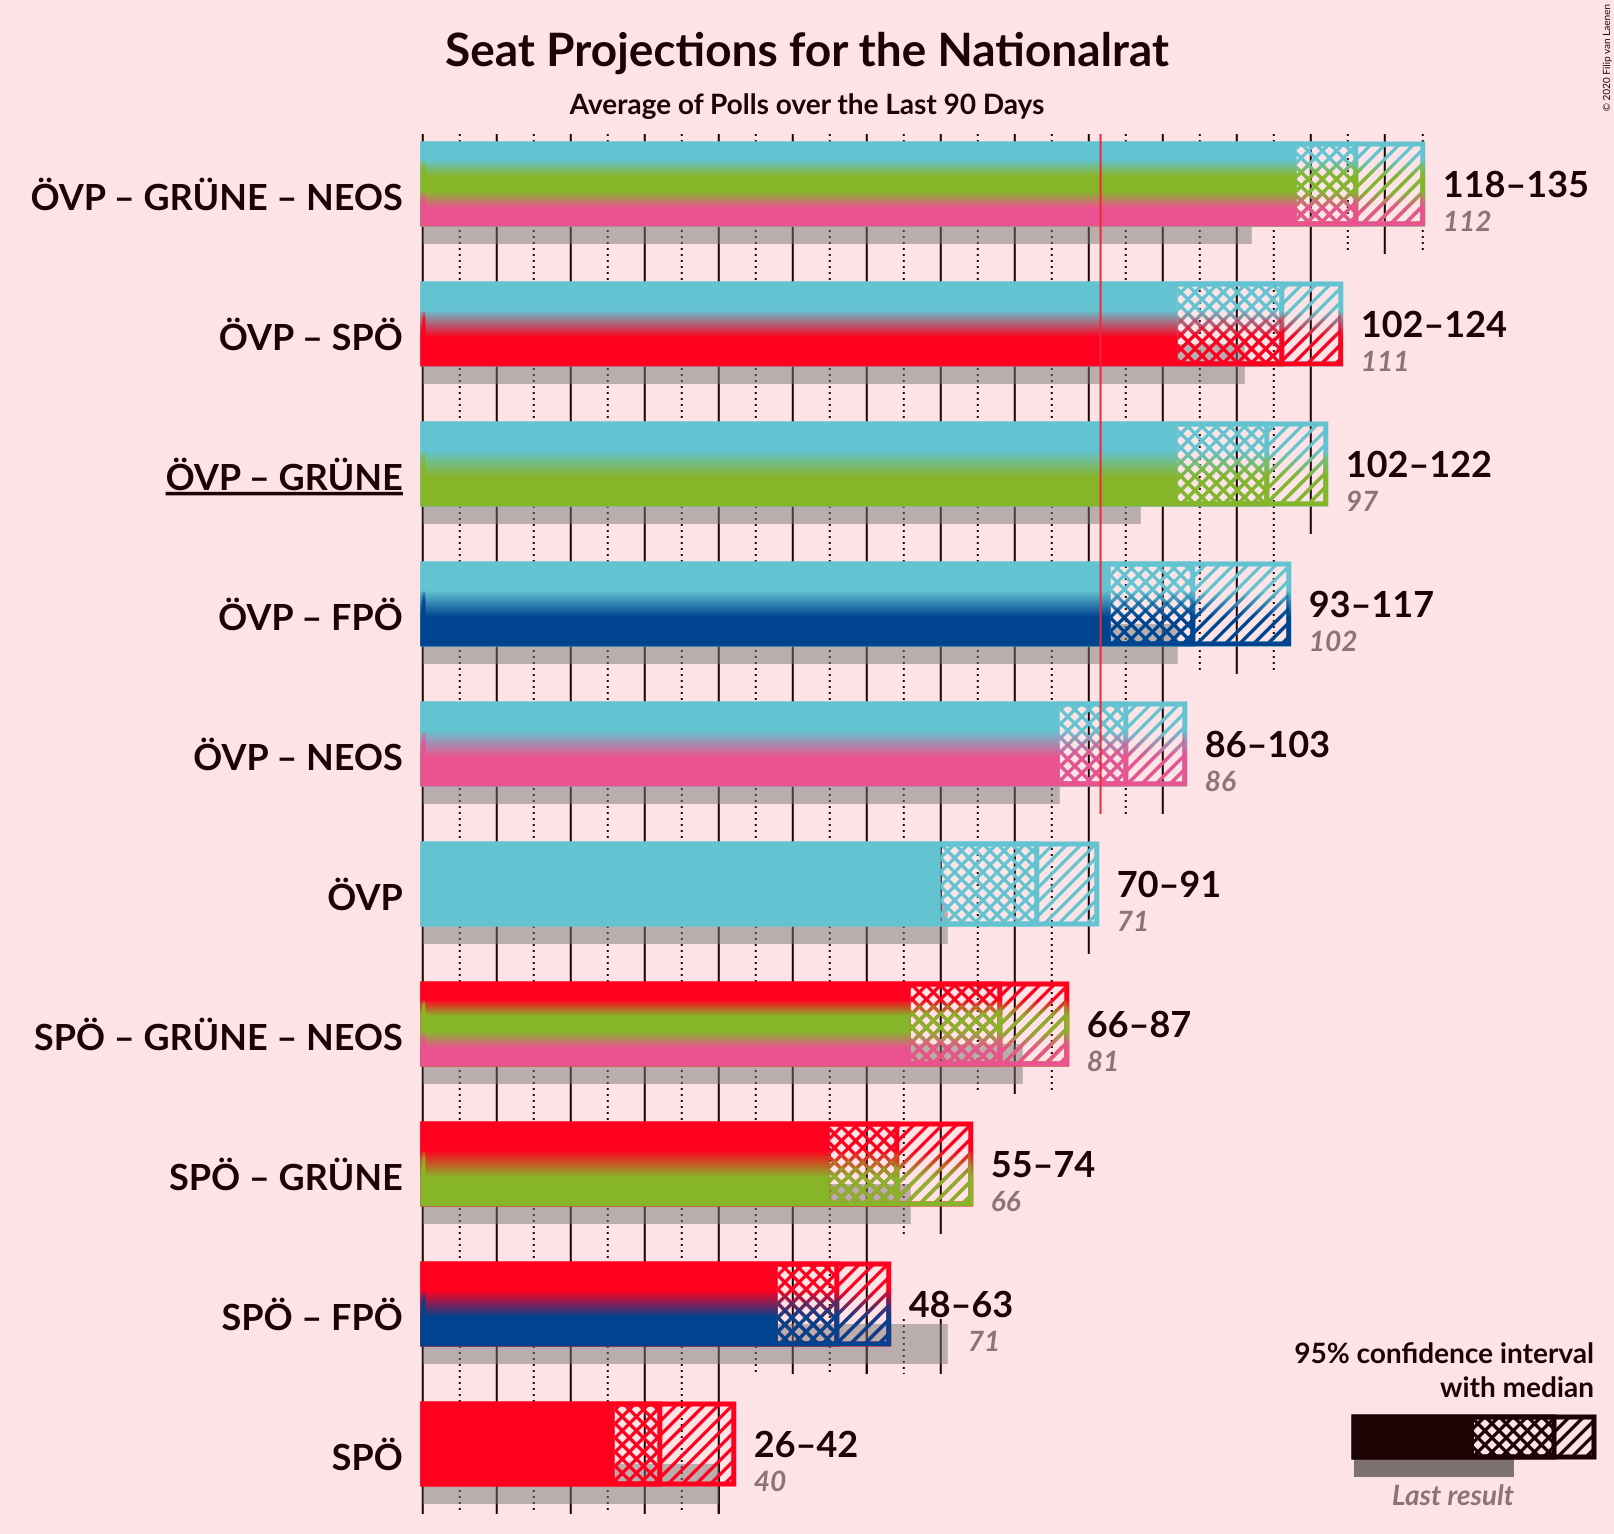 © 2020 Filip van Laenen
Seat Projections for the Nationalrat
Average of Polls over the Last 90 Days
ÖVP – GRÜNE – NEOS
118–135
112
ÖVP – SPÖ
102–124
111
ÖVP – GRÜNE
102–122
97
ÖVP – FPÖ
93–117
102
ÖVP – NEOS
86–103
86
ÖVP
70–91
71
SPÖ – GRÜNE – NEOS
66–87
81
SPÖ – GRÜNE
55–74
66
SPÖ – FPÖ
48–63
71
SPÖ
26–42
40
95% confidence interval
with median
Last result